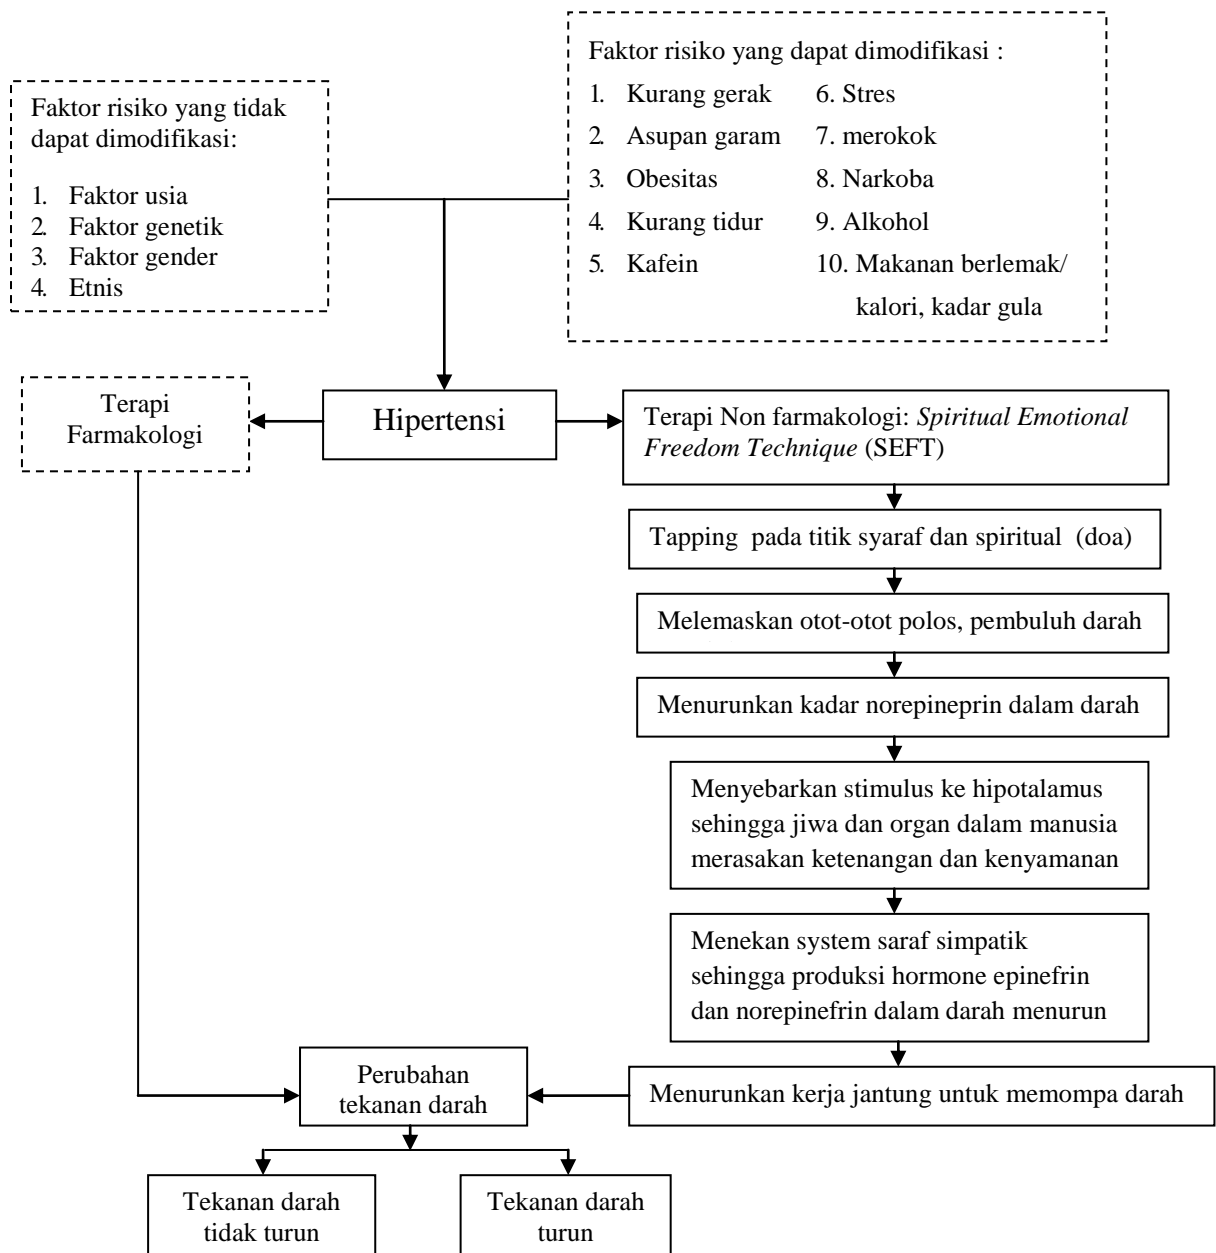 Faktor risiko yang tidak
dapat dimodifikasi:
1. Faktor usia
2. Faktor genetik
3. Faktor gender
4. Etnis
Faktor risiko yang dapat dimodifikasi :
1. Kurang gerak
2. Asupan garam
3. Obesitas
4. Kurang tidur
5. Kafein
6. Stres
7. merokok
8. Narkoba
9. Alkohol
10. Makanan berlemak/
kalori, kadar gula
Terapi
Farmakologi
Hipertensi
Terapi Non farmakologi: Spiritual Emotional
Freedom Technique (SEFT)
Tapping pada titik syaraf dan spiritual (doa)
Melemaskan otot-otot polos, pembuluh darah
Menurunkan kadar norepineprin dalam darah
Menyebarkan stimulus ke hipotalamus
sehingga jiwa dan organ dalam manusia
merasakan ketenangan dan kenyamanan
Menekan system saraf simpatik
sehingga produksi hormone epinefrin
dan norepinefrin dalam darah menurun
Menurunkan kerja jantung untuk memompa darah
Perubahan
tekanan darah
Tekanan darah
tidak turun
Tekanan darah
turun